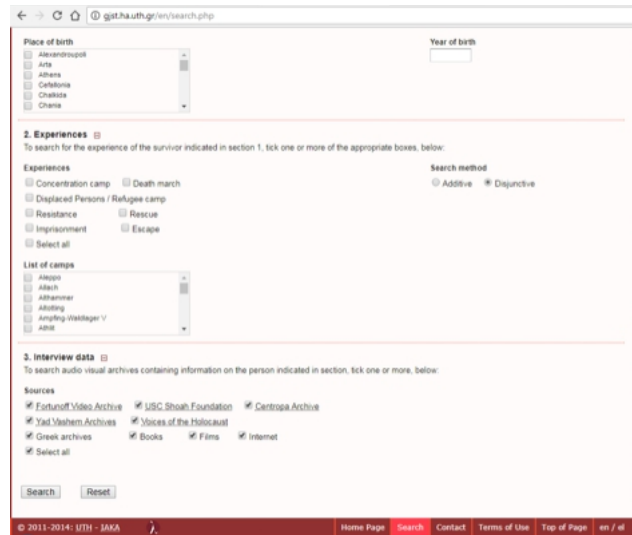 gjst.ha.uth.gr/en/search.php
Place of birth Year of birth
Alexandroupoli
Arta
Athens
Cefallonia
Chalkida
Chania
2. Experiences
To search for the experience of the survivor indicated in section 1, tick one or more of the appropriate boxes, below:
Experiences Search method
Concentration camp Death march Additive Disjunctive
Displaced Persons / Refugee camp
Resistance Rescue
Imprisonment Escape
Select all
List of camps
Aleppo
Allach
Althammer
Altotting
Ampfing-Waldlager V
Athlit
3. Interview data
To search audio visual archives containing information on the person indicated in section, tick one or more, below:
Sources
Fortunoff Video Archive USC Shoah Foundation Centropa Archive
Yad Vashem Archives Voices of the Holocaust
Greek archives Books Films Internet
Select all
Search Reset
© 2011-2014: UTH - IAKA Home Page Search Contact Terms of Use Top of Page en / el